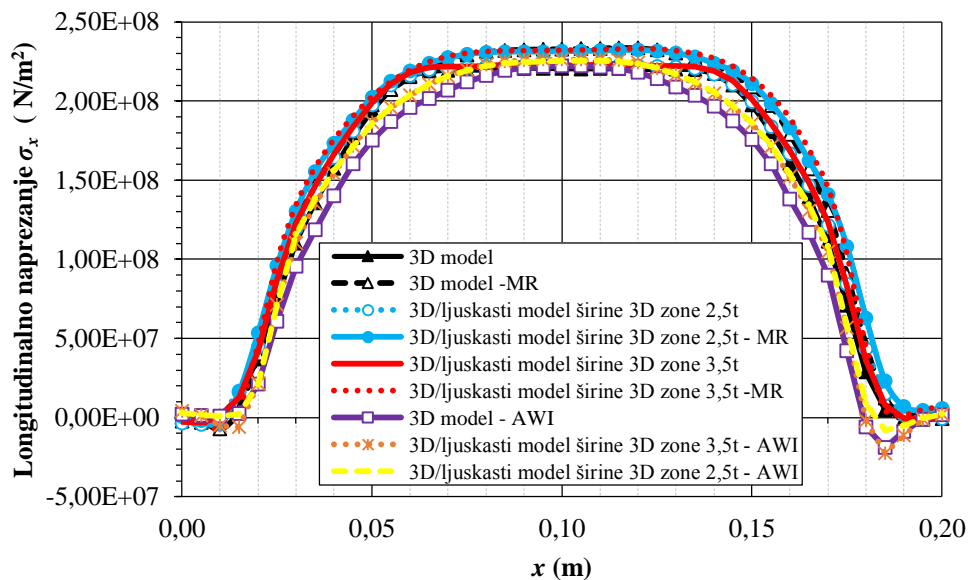 Longitudinalno naprezanje σx ( N/m²)
2,50E+08
2,00E+08
1,50E+08
1,00E+08
5,00E+07
0,00E+00
-5,00E+07
3D model
3D model -MR
3D/ljuskasti model širine 3D zone 2,5t
3D/ljuskasti model širine 3D zone 2,5t - MR
3D/ljuskasti model širine 3D zone 3,5t
3D/ljuskasti model širine 3D zone 3,5t -MR
3D model - AWI
3D/ljuskasti model širine 3D zone 3,5t - AWI
3D/ljuskasti model širine 3D zone 2,5t - AWI
0,00
0,05
0,10
0,15
0,20
x (m)